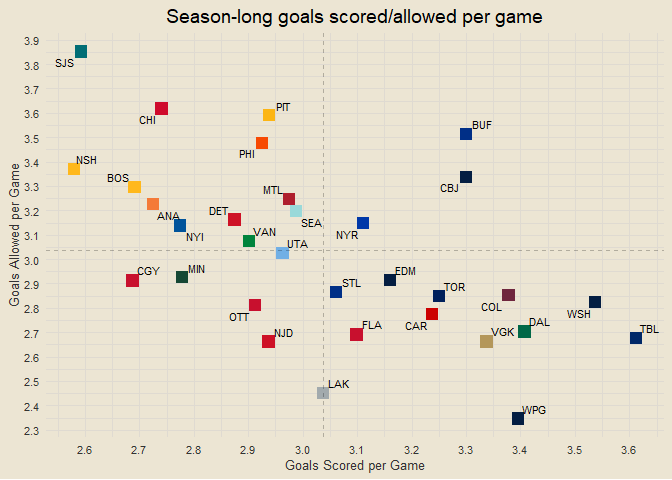 Season-long goals scored/allowed per game
Goals Allowed per Game
3.9
3.8
3.7
3.6
3.5
3.4
3.3
3.2
3.1
3.0
2.9
2.8
2.7
2.6
2.5
2.4
2.3
SJS
CHI
PIT
PHI
BUF
NSH
BOS
CBJ
ANA
NYI
DET
MTL
SEA
NYR
VAN
UTA
CGY
MIN
OTT
STL
EDM
TOR
COL
WSH
NJD
FLA
CAR
VGK
DAL
TBL
LAK
WPG
2.6 2.7 2.8 2.9 3.0 3.1 3.2 3.3 3.4 3.5 3.6
Goals Scored per Game